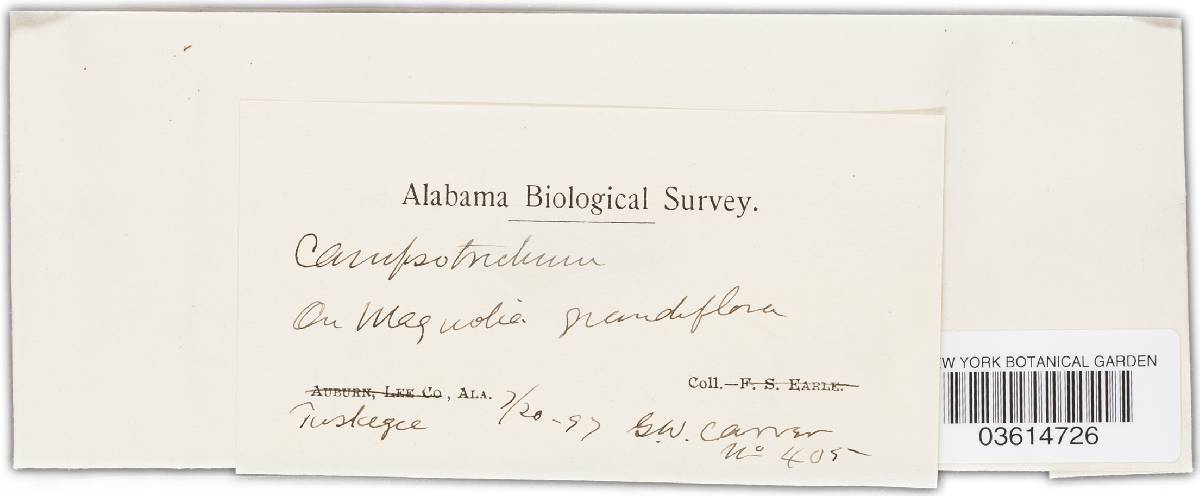 Alabama Biological Survey.
Campsotrichum
On Magnolia grandiflora
Auburn, Lee Co, Ala. 7/20-97
Coll.—F. S. Earle.
Tuskegee
G.W. Carver
No 405
EW YORK BOTANICAL GARDEN
03614726